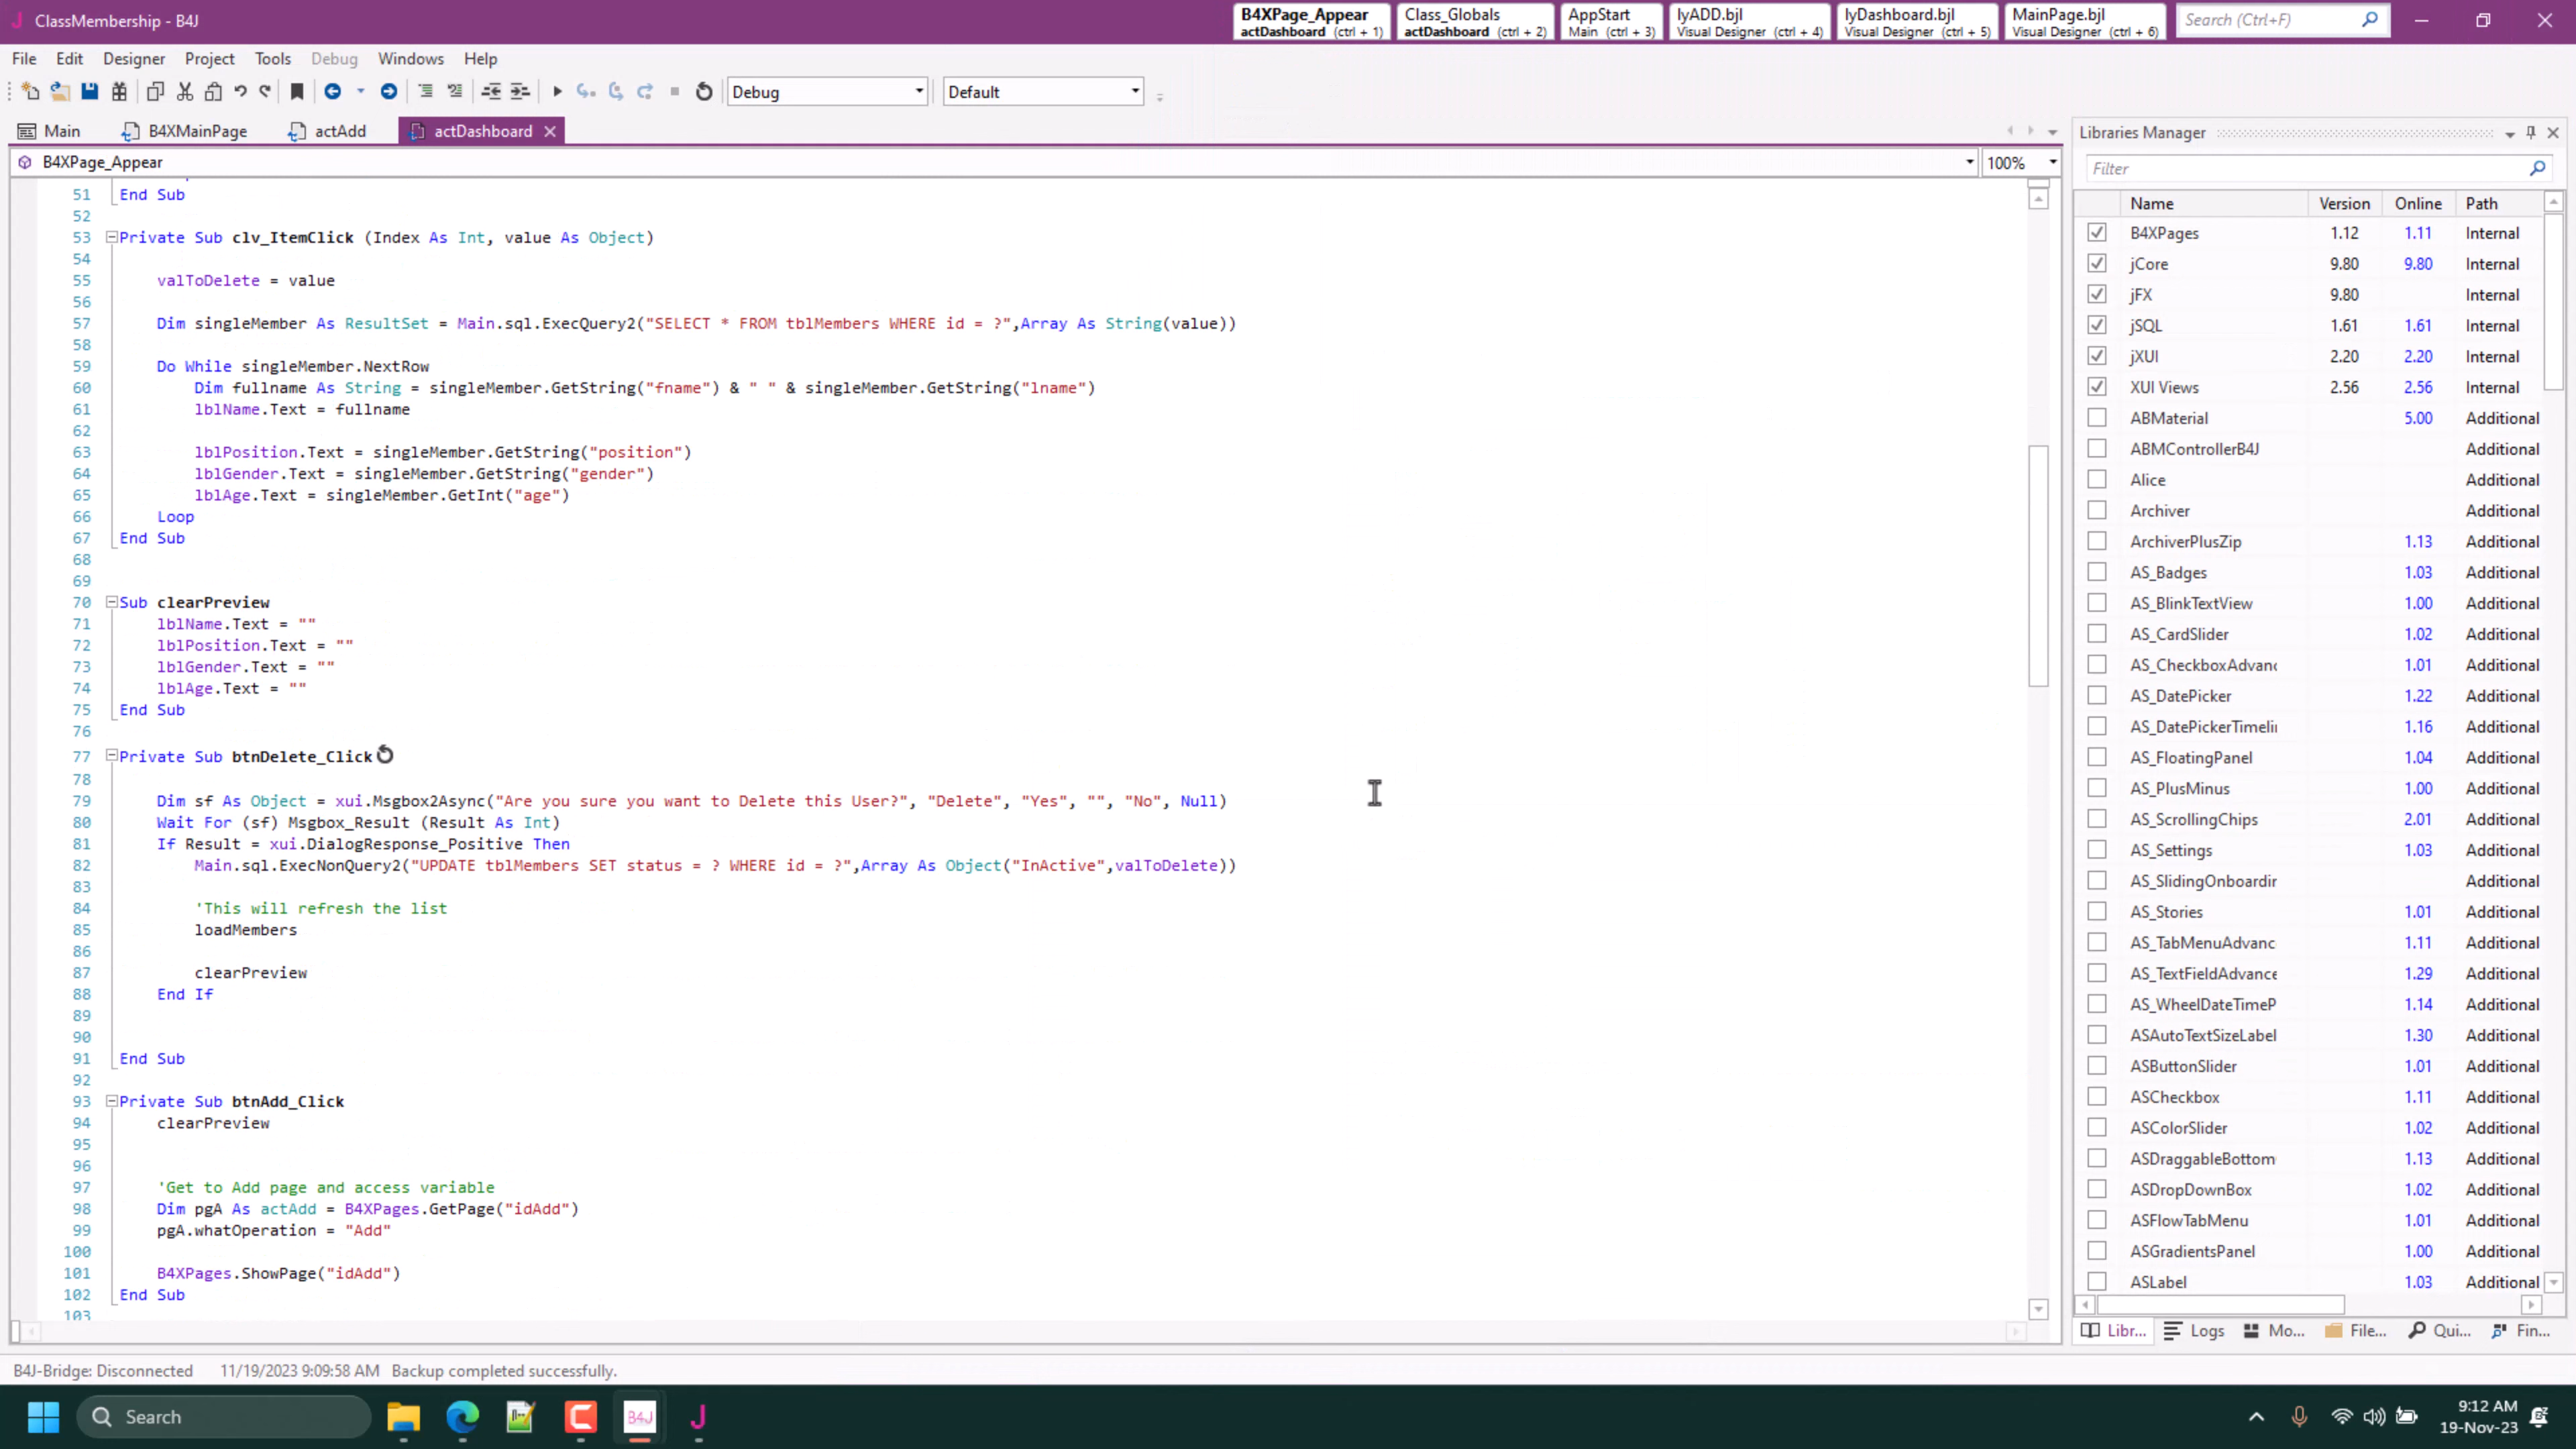 ClassMembership - B4J
B4XPage_Appear
actDashboard (ctrl + 1)
Class_Globals
actDashboard (ctrl + 2)
AppStart
Main (ctrl + 3)
lyADD.bjl
Visual Designer (ctrl + 4)
lyDashboard.bjl
Visual Designer (ctrl + 5)
MainPage.bjl
Visual Designer (ctrl + 6)
Search (Ctrl+F)
File Edit Designer Project Tools Debug Windows Help
Debug Default
Main B4XMainPage actAdd actDashboard
B4XPage_Appear 100%
51 End Sub
52
53 Private Sub clv_ItemClick (Index As Int, value As Object)
54
55 valToDelete = value
56
57 Dim singleMember As ResultSet = Main.sql.ExecQuery2("SELECT * FROM tblMembers WHERE id = ?",Array As String(value))
58
59 Do While singleMember.NextRow
60 Dim fullname As String = singleMember.GetString("fname") & " " & singleMember.GetString("lname")
61 lblName.Text = fullname
62
63 lblPosition.Text = singleMember.GetString("position")
64 lblGender.Text = singleMember.GetString("gender")
65 lblAge.Text = singleMember.GetInt("age")
66 Loop
67 End Sub
68
69
70 Sub clearPreview
71 lblName.Text = ""
72 lblPosition.Text = ""
73 lblGender.Text = ""
74 lblAge.Text = ""
75 End Sub
76
77 Private Sub btnDelete_Click
78
79 Dim sf As Object = xui.Msgbox2Async("Are you sure you want to Delete this User?", "Delete", "Yes", "", "No", Null)
80 Wait For (sf) Msgbox_Result (Result As Int)
81 If Result = xui.DialogResponse_Positive Then
82 Main.sql.ExecNonQuery2("UPDATE tblMembers SET status = ? WHERE id = ?",Array As Object("InActive",valToDelete))
83
84 'This will refresh the list
85 loadMembers
86
87 clearPreview
88 End If
89
90
91 End Sub
92
93 Private Sub btnAdd_Click
94 clearPreview
95
96
97 'Get to Add page and access variable
98 Dim pgA As actAdd = B4XPages.GetPage("idAdd")
99 pgA.whatOperation = "Add"
100
101 B4XPages.ShowPage("idAdd")
102 End Sub
103
Libraries Manager
Filter
Name Version Online Path
B4XPages 1.12 1.11 Internal
jCore 9.80 9.80 Internal
jFX 9.80 Internal
jSQL 1.61 1.61 Internal
jXUI 2.20 2.20 Internal
XUI Views 2.56 2.56 Internal
ABMaterial 5.00 Additional
ABMControllerB4J Additional
Alice Additional
Archiver Additional
ArchiverPlusZip 1.13 Additional
AS_Badges 1.03 Additional
AS_BlinkTextView 1.00 Additional
AS_CardSlider 1.02 Additional
AS_CheckboxAdvanc 1.01 Additional
AS_DatePicker 1.22 Additional
AS_DatePickerTimelin 1.16 Additional
AS_FloatingPanel 1.04 Additional
AS_PlusMinus 1.00 Additional
AS_ScrollingChips 2.01 Additional
AS_Settings 1.03 Additional
AS_SlidingOnboardir Additional
AS_Stories 1.01 Additional
AS_TabMenuAdvanc 1.11 Additional
AS_TextFieldAdvance 1.29 Additional
AS_WheelDateTimeP 1.14 Additional
ASAutoTextSizeLabel 1.30 Additional
ASButtonSlider 1.01 Additional
ASCheckbox 1.11 Additional
ASColorSlider 1.02 Additional
ASDraggableBottom 1.13 Additional
ASDropDownBox 1.02 Additional
ASFlowTabMenu 1.01 Additional
ASGradientsPanel 1.00 Additional
ASLabel 1.03 Additional
Libr... Logs Mo... File... Qui... Fin...
B4J-Bridge: Disconnected 11/19/2023 9:09:58 AM Backup completed successfully.
Search
B4J
9:12 AM
19-Nov-23